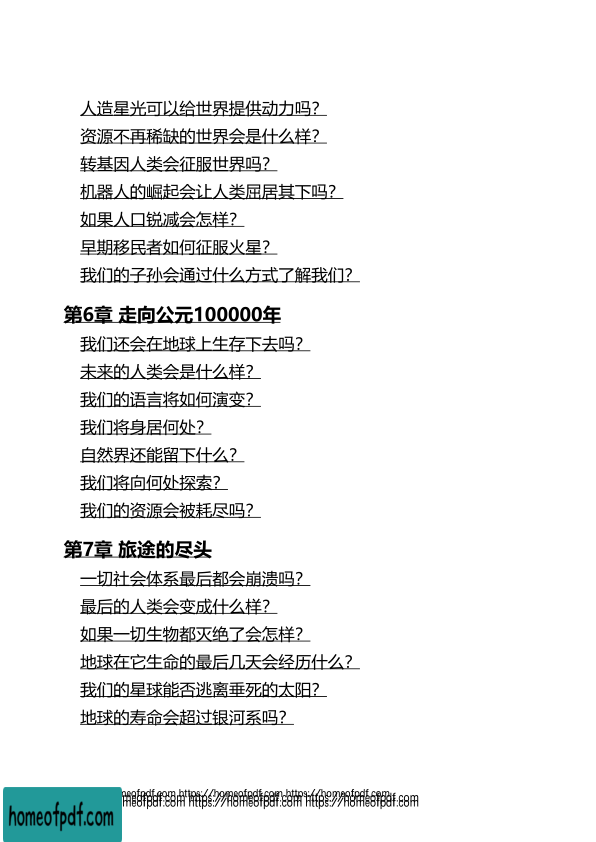 人造星光可以给世界提供动力吗？
资源不再稀缺的世界会是什么样？
转基因人类会征服世界吗？
机器人的崛起会让人类屈居其下吗？
如果人口锐减会怎样？
早期移民者如何征服火星？
我们的子孙会通过什么方式了解我们？
第6章 走向公元100000年
我们还会在地球上生存下去吗？
未来的人类会是什么样？
我们的语言将如何演变？
我们将身居何处？
自然界还能留下什么？
我们将向何处探索？
我们的资源会被耗尽吗？
第7章 旅途的尽头
一切社会体系最后都会崩溃吗？
最后的人类会变成什么样？
如果一切生物都灭绝了会怎样？
地球在它生命的最后几天会经历什么？
我们的星球能否逃离垂死的太阳？
地球的寿命会超过银河系吗？
meofpdf.com https://homeofpdf.com https://homeofpdf.com
omeofpdf.com https://homeofpdf.com https://homeofpdf.com
homeofpdf.com